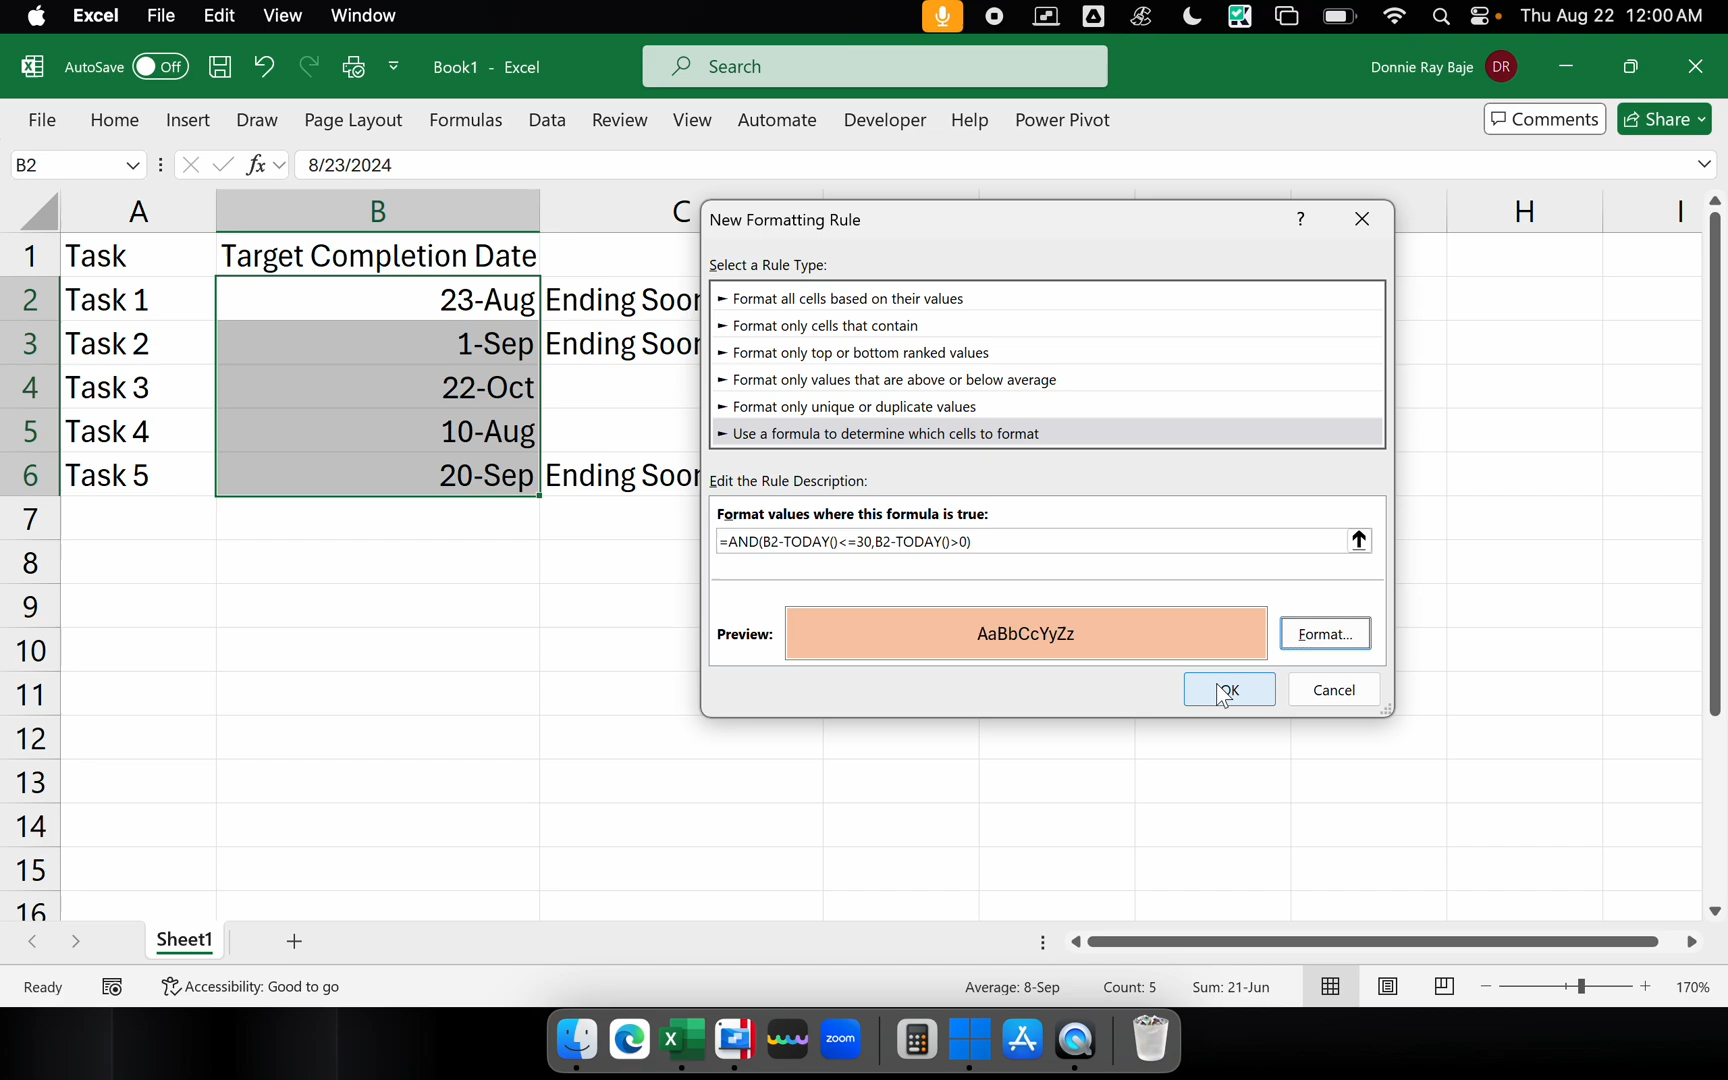 Excel File Edit View Window Thu Aug 22 12:00 AM
AutoSave Off Book1 - Excel Search Donnie Ray Baje DR
File Home Insert Draw Page Layout Formulas Data Review View Automate Developer Help Power Pivot Comments Share
B2 fx 8/23/2024
A B C H I
New Formatting Rule ?
1 Task Target Completion Date
2 Task 1 23-Aug Ending Soon
3 Task 2 1-Sep Ending Soon
4 Task 3 22-Oct
5 Task 4 10-Aug
6 Task 5 20-Sep Ending Soon
7
8
9
10
11
12
13
14
15
16
Select a Rule Type:
► Format all cells based on their values
► Format only cells that contain
► Format only top or bottom ranked values
► Format only values that are above or below average
► Format only unique or duplicate values
► Use a formula to determine which cells to format
Edit the Rule Description:
Format values where this formula is true:
=AND(B2-TODAY()<=30,B2-TODAY()>0)
Preview: AaBbCcYyZz Format...
OK Cancel
Sheet1
Ready Accessibility: Good to go Average: 8-Sep Count: 5 Sum: 21-Jun 170%
zoom